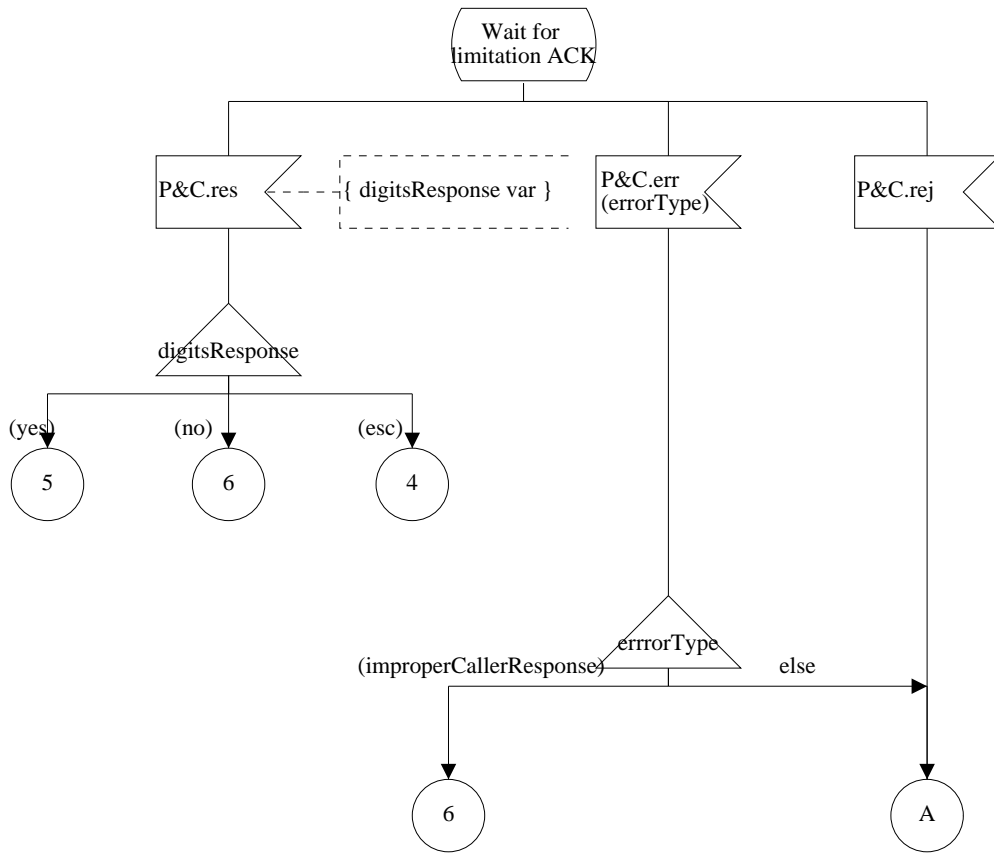 Wait for
limitation ACK
P&C.res
{ digitsResponse var }
P&C.err
(errorType)
P&C.rej
digitsResponse
(yes)
(no)
(esc)
5
6
4
errrorType
(improperCallerResponse)
else
6
A